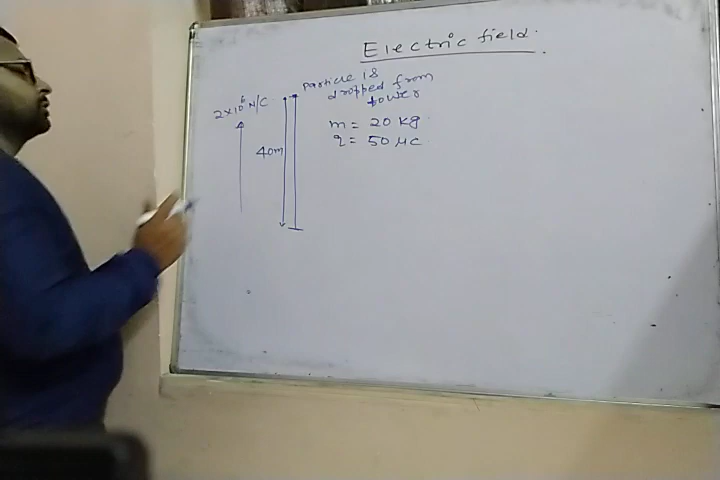 Electric field.
Particle is
dropped from
tower
2×10⁶ N/C
40m
m = 20 kg
q = 50 μC